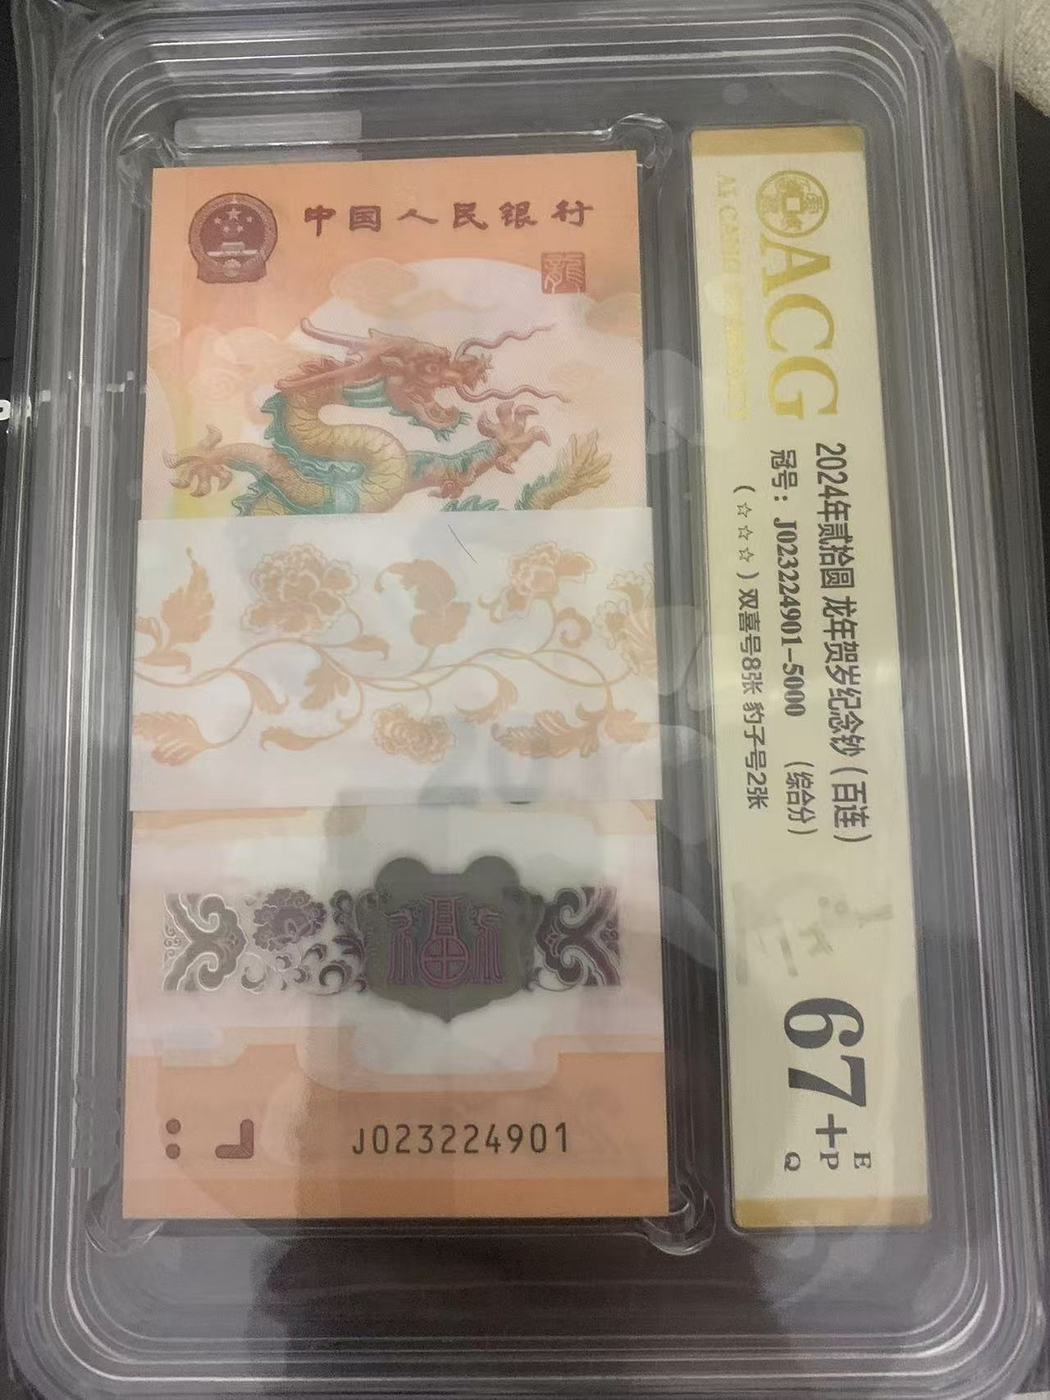 中国人民银行
龍
福
J023224901
ACG
2024年贰拾圆 龙年贺岁纪念钞（百连）
冠号：J023224901-5000 （综合分）
（☆☆☆）双喜号8张 豹子号2张
67+
E
P
Q